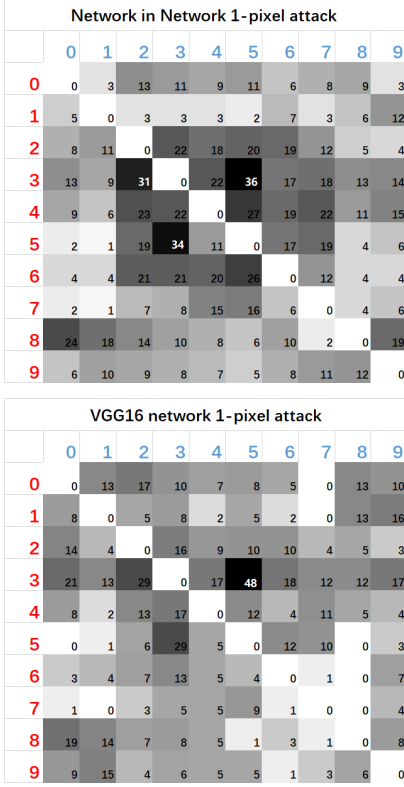 Network in Network 1-pixel attack
0 1 2 3 4 5 6 7 8 9
0 0 3 13 11 9 11 6 8 9 3
1 5 0 3 3 3 2 7 3 6 12
2 8 11 0 22 18 20 19 12 5 4
3 13 9 31 0 22 36 17 18 13 14
4 9 6 23 22 0 27 19 22 11 15
5 2 1 19 34 11 0 17 19 4 6
6 4 4 21 21 20 26 0 12 4 4
7 2 1 7 8 15 16 6 0 4 6
8 24 18 14 10 8 6 10 2 0 19
9 6 10 9 8 7 5 8 11 12 0
VGG16 network 1-pixel attack
0 1 2 3 4 5 6 7 8 9
0 0 13 17 10 7 8 5 0 13 10
1 8 0 5 8 2 5 2 0 13 16
2 14 4 0 16 9 10 10 4 5 3
3 21 13 29 0 17 48 18 12 12 17
4 8 2 13 17 0 12 4 11 5 4
5 0 1 6 29 5 0 12 10 0 3
6 3 4 7 13 5 4 0 1 0 7
7 1 0 3 5 5 9 1 0 0 4
8 19 14 7 8 5 1 3 1 0 8
9 9 15 4 6 5 5 1 3 6 0